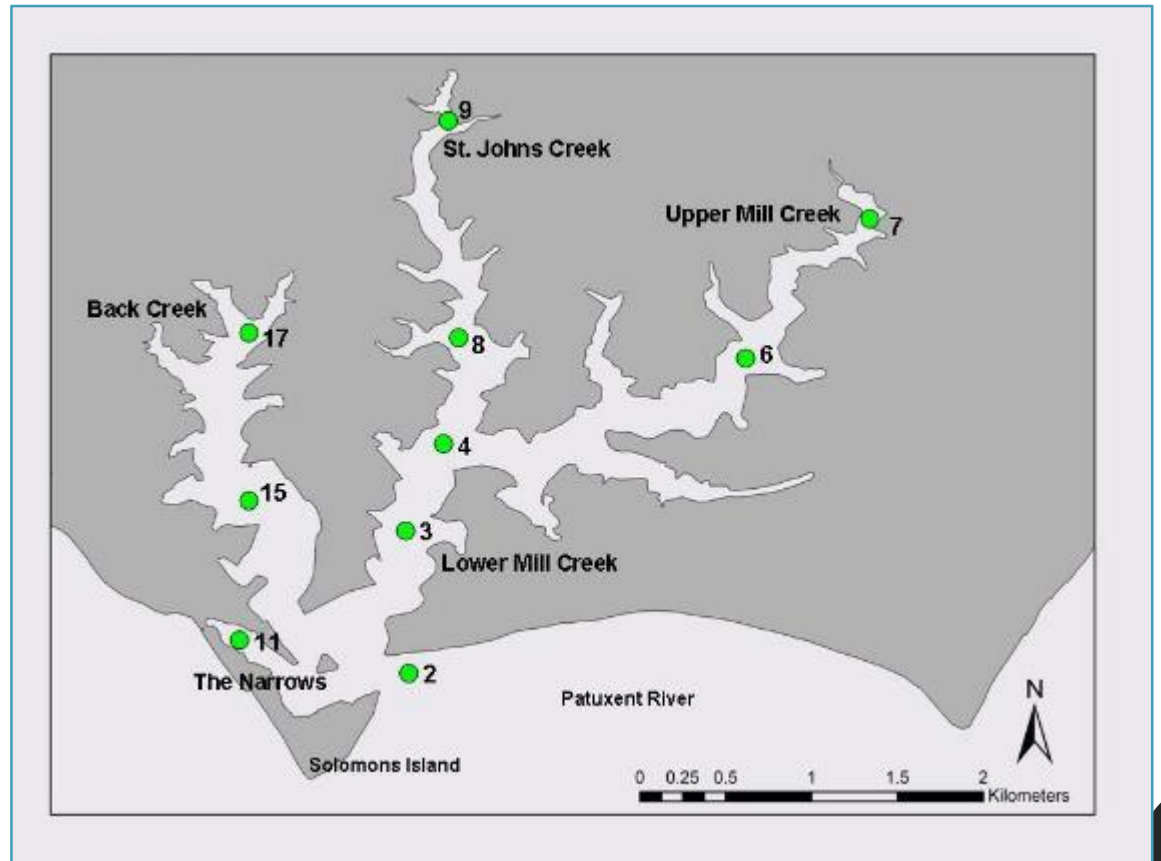 9
St. Johns Creek
Upper Mill Creek
7
Back Creek
17
8
6
4
15
3
Lower Mill Creek
11
The Narrows
2
Patuxent River
N
Solomons Island
0 0.25 0.5 1 1.5 2
Kilometers